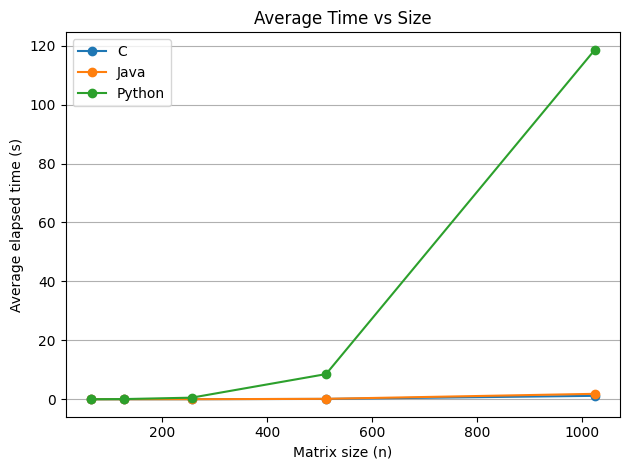 Average Time vs Size
C
Java
Python
Average elapsed time (s)
120
100
80
60
40
20
0
200 400 600 800 1000
Matrix size (n)